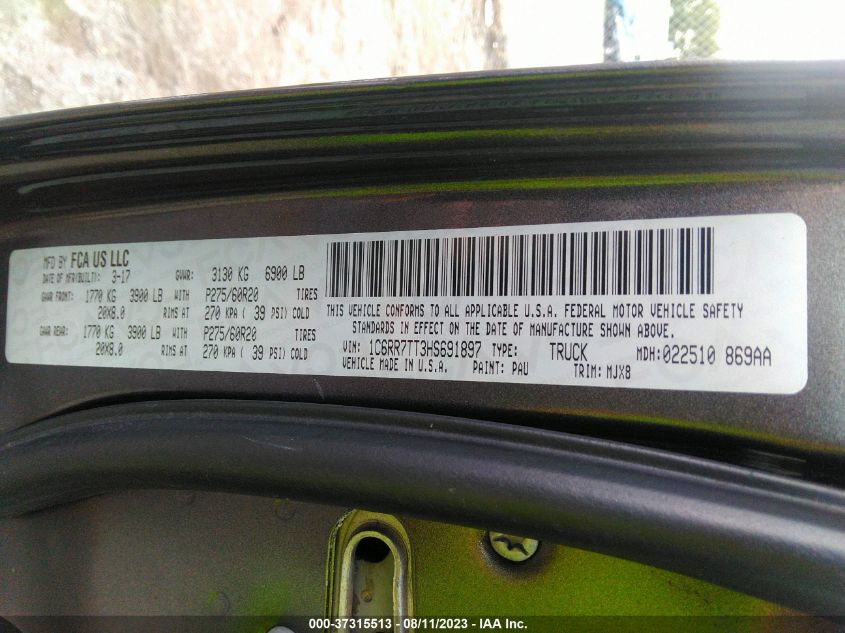 MFD BY FCA US LLC
DATE OF MFR(BUILT): 3-17 GVWR: 3130 KG 6900 LB
GAWR FRONT: 1770 KG 3900 LB WITH P275/60R20 TIRES
20X8.0 RIMS AT 270 KPA ( 39 PSI) COLD
GAWR REAR: 1770 KG 3900 LB WITH P275/60R20 TIRES
20X8.0 RIMS AT 270 KPA ( 39 PSI) COLD
THIS VEHICLE CONFORMS TO ALL APPLICABLE U.S.A. FEDERAL MOTOR VEHICLE SAFETY
STANDARDS IN EFFECT ON THE DATE OF MANUFACTURE SHOWN ABOVE.
VIN: 1C6RR7TT3HS691897 TYPE: TRUCK MDH: 022510 869AA
VEHICLE MADE IN U.S.A. PAINT: PAU TRIM: MJX8
000-37315513 - 08/11/2023 - IAA Inc.